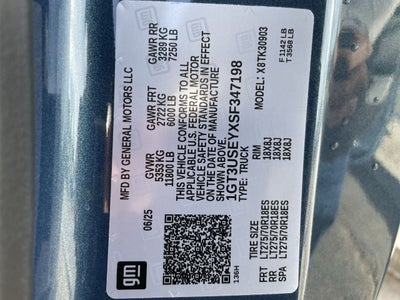 MFD BY GENERAL MOTORS LLC
06/25
GVWR GAWR FRT GAWR RR
5353 KG 2722 KG 3289 KG
11800 LB 6000 LB 7250 LB
THIS VEHICLE CONFORMS TO ALL
APPLICABLE U.S. FEDERAL MOTOR
VEHICLE SAFETY STANDARDS IN EFFECT
ON THE DATE OF MANUFACTURE
SHOWN ABOVE.
1GT3USEYXSF347198
TYPE: TRUCK MODEL: X8TK30903
TIRE SIZE RIM
FRT LT275/70R18ES 18X8J
RR LT275/70R18ES 18X8J
SPA LT275/70R18ES 18X8J
F 1142 LB
T 3568 LB
gm
136H